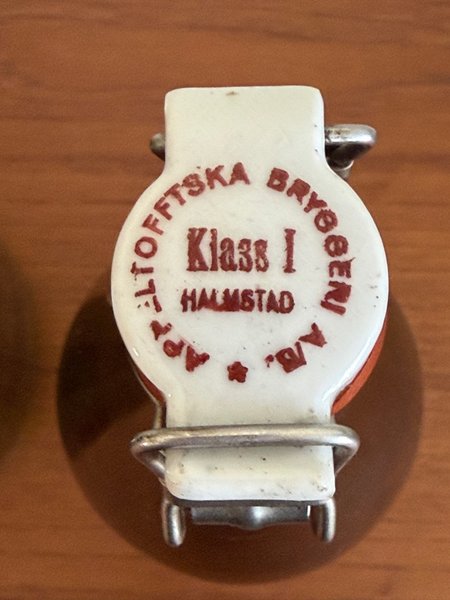 APPELTOFFTSKA BRYGGERI A/B.
Klass I
HALMSTAD